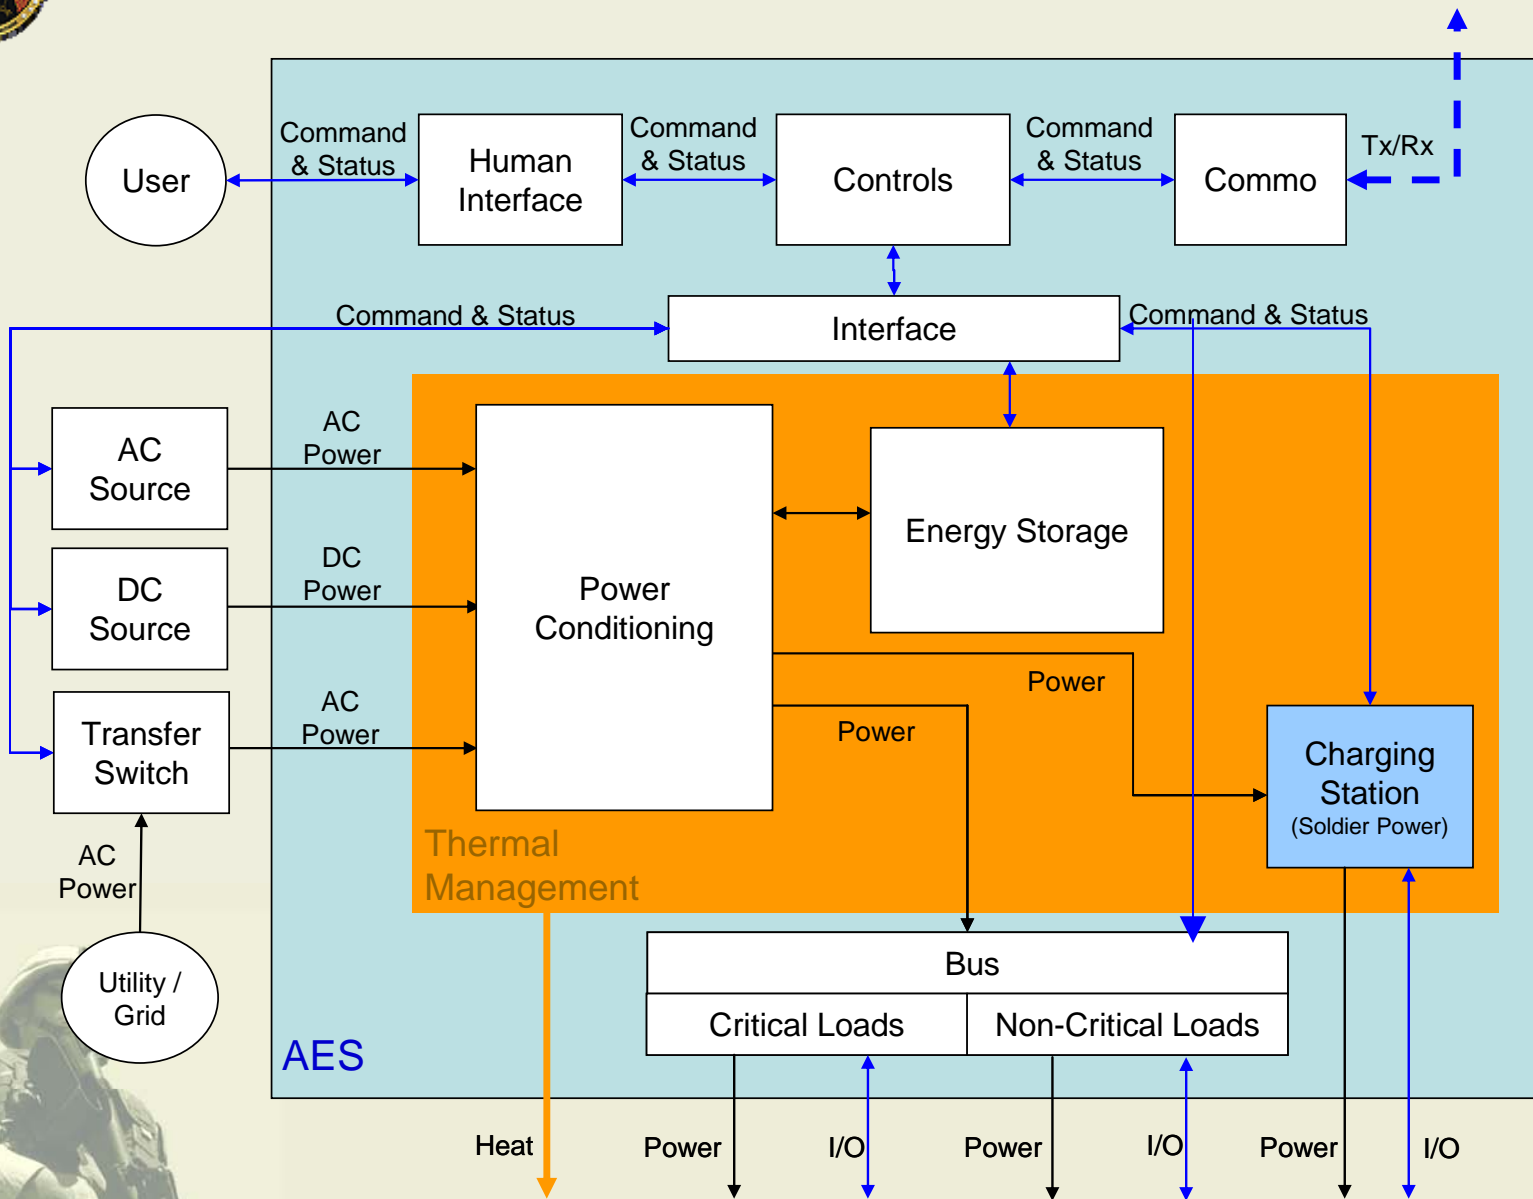 Tx/Rx
Command
& Status
Command
& Status
Command
& Status
User
Human
Interface
Controls
Commo
Command & Status
Interface
Command & Status
AC
Source
AC
Power
Energy Storage
DC
Source
DC
Power
Power
Conditioning
Power
Power
Transfer
Switch
AC
Power
Charging
Station
(Soldier Power)
Thermal
Management
AC
Power
Utility /
Grid
Bus
Critical Loads
Non-Critical Loads
AES
Heat
Power
I/O
Power
I/O
Power
I/O